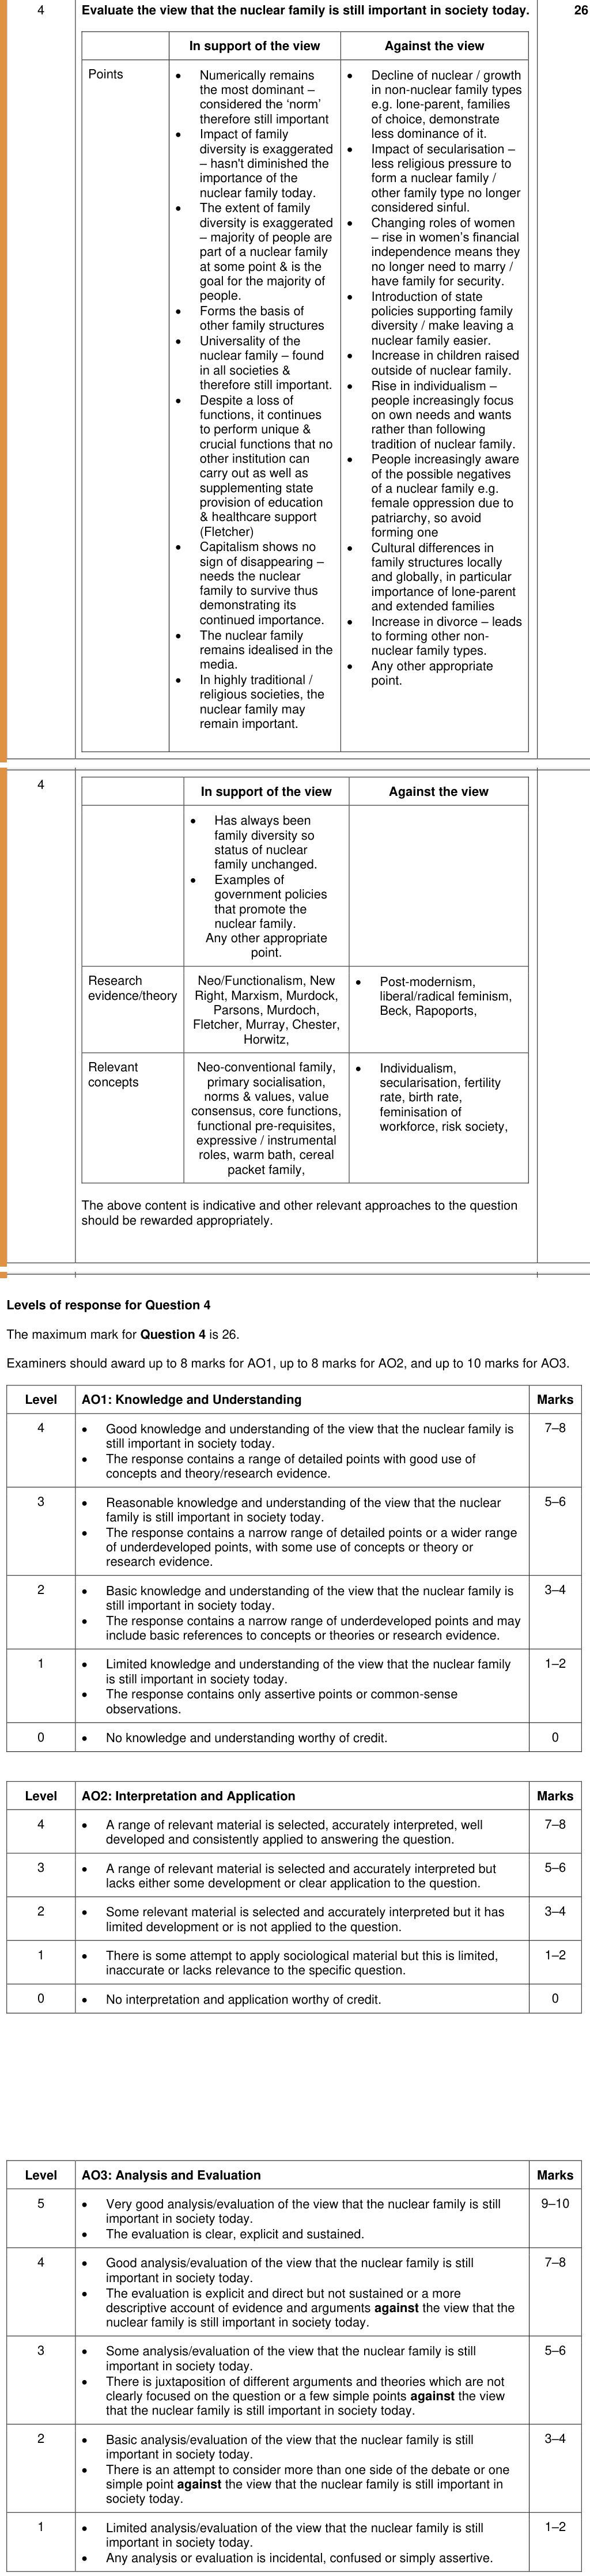 4
Evaluate the view that the nuclear family is still important in society today.
26
In support of the view
Against the view
Points
• Numerically remains
the most dominant –
considered the ‘norm’
therefore still important
• Impact of family
diversity is exaggerated
– hasn't diminished the
importance of the
nuclear family today.
• The extent of family
diversity is exaggerated
– majority of people are
part of a nuclear family
at some point & is the
goal for the majority of
people.
• Forms the basis of
other family structures
• Universality of the
nuclear family – found
in all societies &
therefore still important.
• Despite a loss of
functions, it continues
to perform unique &
crucial functions that no
other institution can
carry out as well as
supplementing state
provision of education
& healthcare support
(Fletcher)
• Capitalism shows no
sign of disappearing –
needs the nuclear
family to survive thus
demonstrating its
continued importance.
• The nuclear family
remains idealised in the
media.
• In highly traditional /
religious societies, the
nuclear family may
remain important.
• Decline of nuclear / growth
in non-nuclear family types
e.g. lone-parent, families
of choice, demonstrate
less dominance of it.
• Impact of secularisation –
less religious pressure to
form a nuclear family /
other family type no longer
considered sinful.
• Changing roles of women
– rise in women’s financial
independence means they
no longer need to marry /
have family for security.
• Introduction of state
policies supporting family
diversity / make leaving a
nuclear family easier.
• Increase in children raised
outside of nuclear family.
• Rise in individualism –
people increasingly focus
on own needs and wants
rather than following
tradition of nuclear family.
• People increasingly aware
of the possible negatives
of a nuclear family e.g.
female oppression due to
patriarchy, so avoid
forming one
• Cultural differences in
family structures locally
and globally, in particular
importance of lone-parent
and extended families
• Increase in divorce – leads
to forming other non-
nuclear family types.
• Any other appropriate
point.
4
In support of the view
Against the view
• Has always been
family diversity so
status of nuclear
family unchanged.
• Examples of
government policies
that promote the
nuclear family.
Any other appropriate
point.
Research
evidence/theory
Neo/Functionalism, New
Right, Marxism, Murdock,
Parsons, Murdoch,
Fletcher, Murray, Chester,
Horwitz,
• Post-modernism,
liberal/radical feminism,
Beck, Rapoports,
Relevant
concepts
Neo-conventional family,
primary socialisation,
norms & values, value
consensus, core functions,
functional pre-requisites,
expressive / instrumental
roles, warm bath, cereal
packet family,
• Individualism,
secularisation, fertility
rate, birth rate,
feminisation of
workforce, risk society,
The above content is indicative and other relevant approaches to the question
should be rewarded appropriately.
Levels of response for Question 4
The maximum mark for Question 4 is 26.
Examiners should award up to 8 marks for AO1, up to 8 marks for AO2, and up to 10 marks for AO3.
Level
AO1: Knowledge and Understanding
Marks
4
• Good knowledge and understanding of the view that the nuclear family is
still important in society today.
• The response contains a range of detailed points with good use of
concepts and theory/research evidence.
7–8
3
• Reasonable knowledge and understanding of the view that the nuclear
family is still important in society today.
• The response contains a narrow range of detailed points or a wider range
of underdeveloped points, with some use of concepts or theory or
research evidence.
5–6
2
• Basic knowledge and understanding of the view that the nuclear family is
still important in society today.
• The response contains a narrow range of underdeveloped points and may
include basic references to concepts or theories or research evidence.
3–4
1
• Limited knowledge and understanding of the view that the nuclear family
is still important in society today.
• The response contains only assertive points or common-sense
observations.
1–2
0
• No knowledge and understanding worthy of credit.
0
Level
AO2: Interpretation and Application
Marks
4
• A range of relevant material is selected, accurately interpreted, well
developed and consistently applied to answering the question.
7–8
3
• A range of relevant material is selected and accurately interpreted but
lacks either some development or clear application to the question.
5–6
2
• Some relevant material is selected and accurately interpreted but it has
limited development or is not applied to the question.
3–4
1
• There is some attempt to apply sociological material but this is limited,
inaccurate or lacks relevance to the specific question.
1–2
0
• No interpretation and application worthy of credit.
0
Level
AO3: Analysis and Evaluation
Marks
5
• Very good analysis/evaluation of the view that the nuclear family is still
important in society today.
• The evaluation is clear, explicit and sustained.
9–10
4
• Good analysis/evaluation of the view that the nuclear family is still
important in society today.
• The evaluation is explicit and direct but not sustained or a more
descriptive account of evidence and arguments against the view that the
nuclear family is still important in society today.
7–8
3
• Some analysis/evaluation of the view that the nuclear family is still
important in society today.
• There is juxtaposition of different arguments and theories which are not
clearly focused on the question or a few simple points against the view
that the nuclear family is still important in society today.
5–6
2
• Basic analysis/evaluation of the view that the nuclear family is still
important in society today.
• There is an attempt to consider more than one side of the debate or one
simple point against the view that the nuclear family is still important in
society today.
3–4
1
• Limited analysis/evaluation of the view that the nuclear family is still
important in society today.
• Any analysis or evaluation is incidental, confused or simply assertive.
1–2